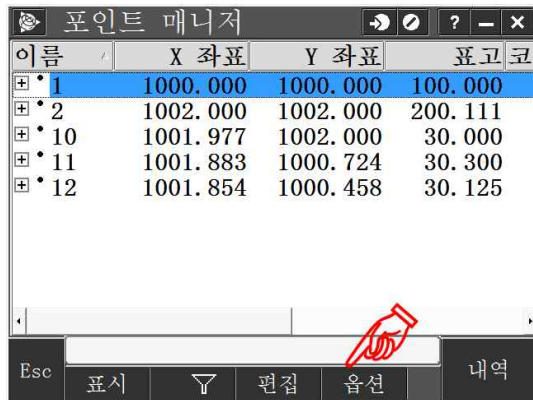 포인트 매니저 ? – ×
이름 X 좌표 Y 좌표 표고 코
1 1000.000 1000.000 100.000
2 1002.000 1002.000 200.111
10 1001.977 1002.000 30.000
11 1001.883 1000.724 30.300
12 1001.854 1000.458 30.125
Esc 표시 편집 옵션 내역